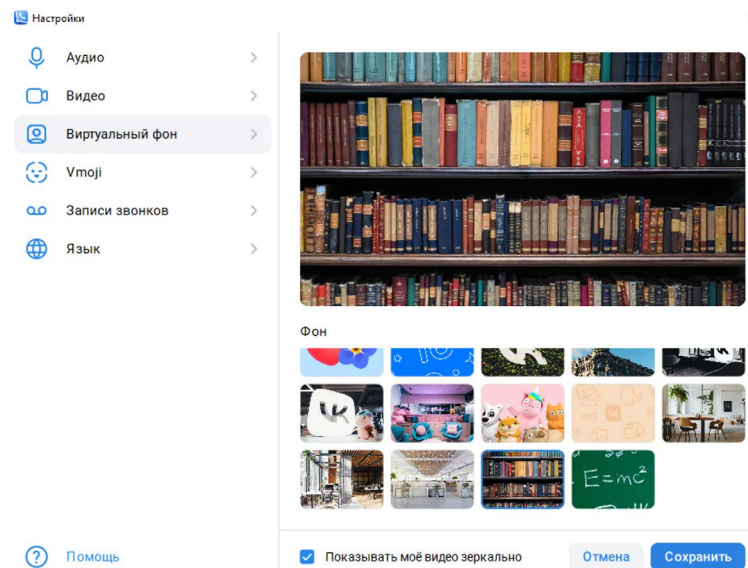 Настройки
Аудио
Видео
Виртуальный фон
Vmoji
Записи звонков
Язык
Фон
E=mc²
Помощь
Показывать моё видео зеркально
Отмена
Сохранить